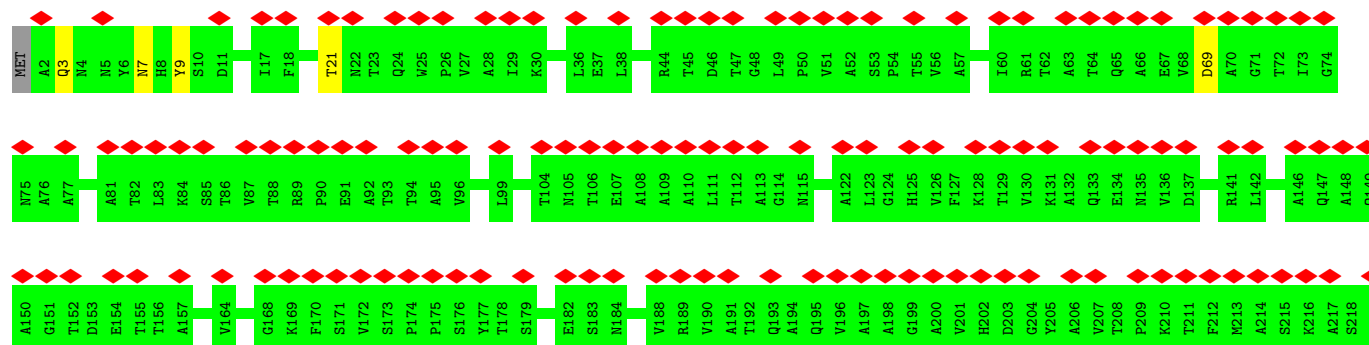 MET A2 Q3 N4 N5 Y6 N7 H8 Y9 S10 D11 I17 F18 T21 N22 T23 Q24 W25 P26 V27 A28 I29 K30 L36 E37 L38 R44 T45 D46 T47 G48 L49 P50 V51 A52 S53 P54 T55 V56 A57 I60 R61 T62 A63 T64 Q65 A66 E67 V68 D69 A70 G71 T72 I73 G74
N75 A76 A77 A81 T82 L83 K84 S85 T86 V87 T88 R89 P90 E91 A92 T93 T94 A95 V96 L99 T104 N105 T106 E107 A108 A109 A110 L111 T112 A113 G114 N115 A122 L123 G124 H125 V126 F127 K128 T129 V130 K131 A132 Q133 E134 N135 V136 D137 R141 L142 A146 Q147 A148
A150 G151 T152 D153 E154 T155 T156 A157 V164 G168 K169 F170 S171 V172 S173 P174 P175 S176 Y177 T178 S179 E182 S183 N184 V188 R189 V190 A191 T192 Q193 A194 Q195 V196 A197 A198 G199 A200 V201 H202 D203 G204 Y205 A206 V207 T208 P209 K210 T211 F212 M213 A214 S215 K216 A217 S218